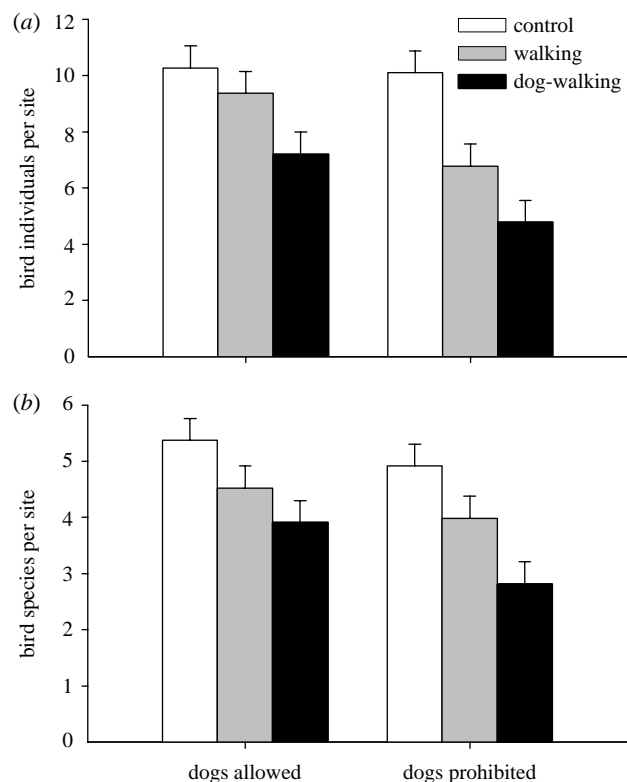 (a)
12
10
8
6
4
2
0
bird individuals per site
control
walking
dog-walking
(b)
6
5
4
3
2
1
0
bird species per site
dogs allowed
dogs prohibited